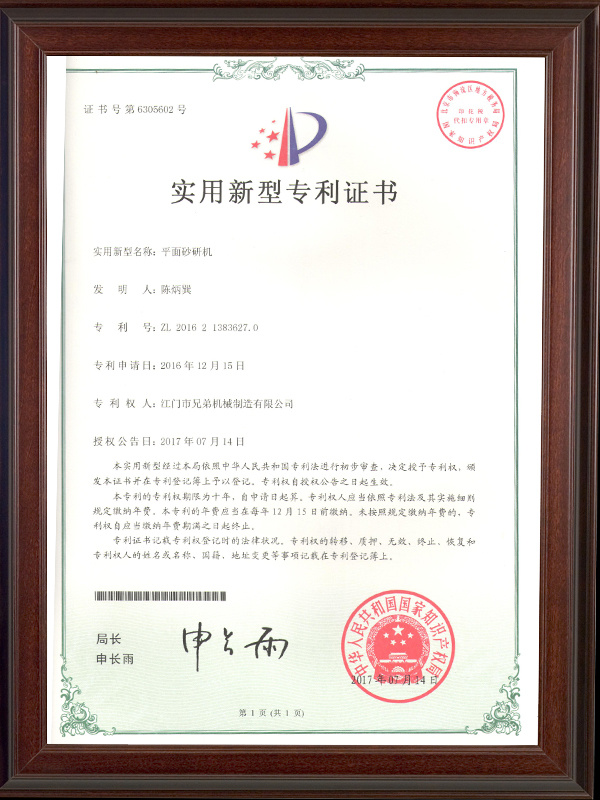 证书号第6305602号
实用新型专利证书
实用新型名称：平面砂研机
发明人：陈炳巽
专利号：ZL 2016 2 1383627.0
专利申请日：2016年12月15日
专利权人：江门市兄弟机械制造有限公司
授权公告日：2017年07月14日
本实用新型经过本局依照中华人民共和国专利法进行初步审查，决定授予专利权，颁
发本证书并在专利登记簿上予以登记。专利权自授权公告之日起生效。
本专利的专利权期限为十年，自申请日起算。专利权人应当依照专利法及其实施细则
规定缴纳年费。本专利的年费应当在每年12月15日前缴纳。未按照规定缴纳年费的，专
利权自应当缴纳年费期满之日起终止。
专利证书记载专利权登记时的法律状况。专利权的转移、质押、无效、终止、恢复和
专利权人的姓名或名称、国籍、地址变更等事项记载在专利登记簿上。
局长
申长雨
申长雨
中华人民共和国国家知识产权局
2017年07月14日
第1页(共1页)